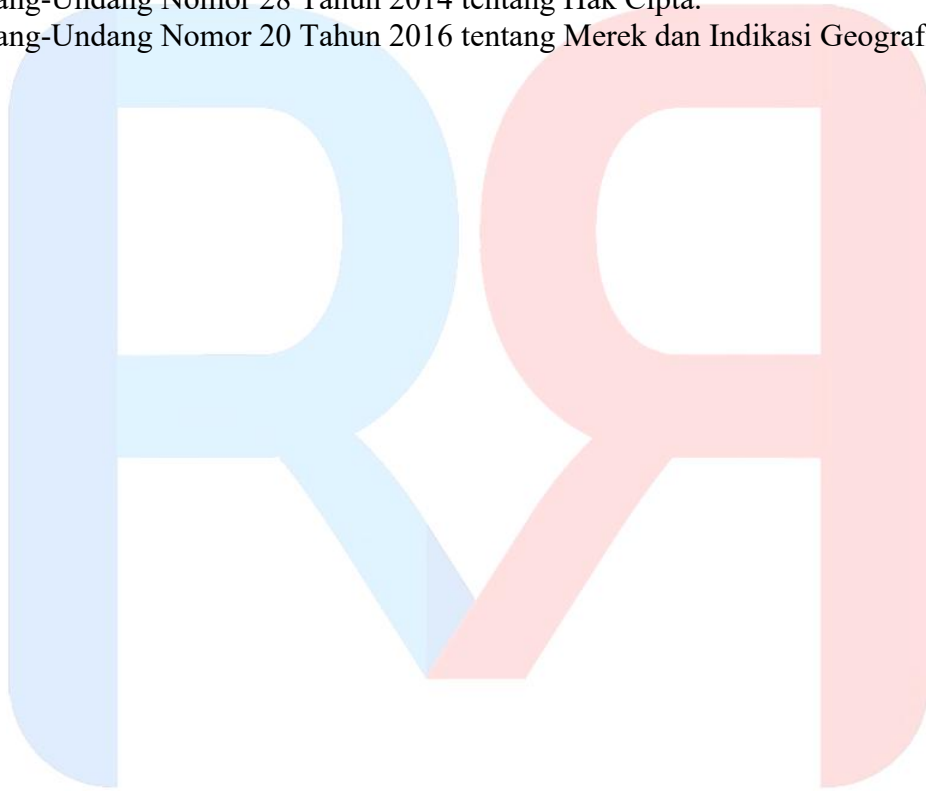 ang-Undang Nomor 28 Tahun 2014 tentang Hak Cipta.
ang-Undang Nomor 20 Tahun 2016 tentang Merek dan Indikasi Geograf